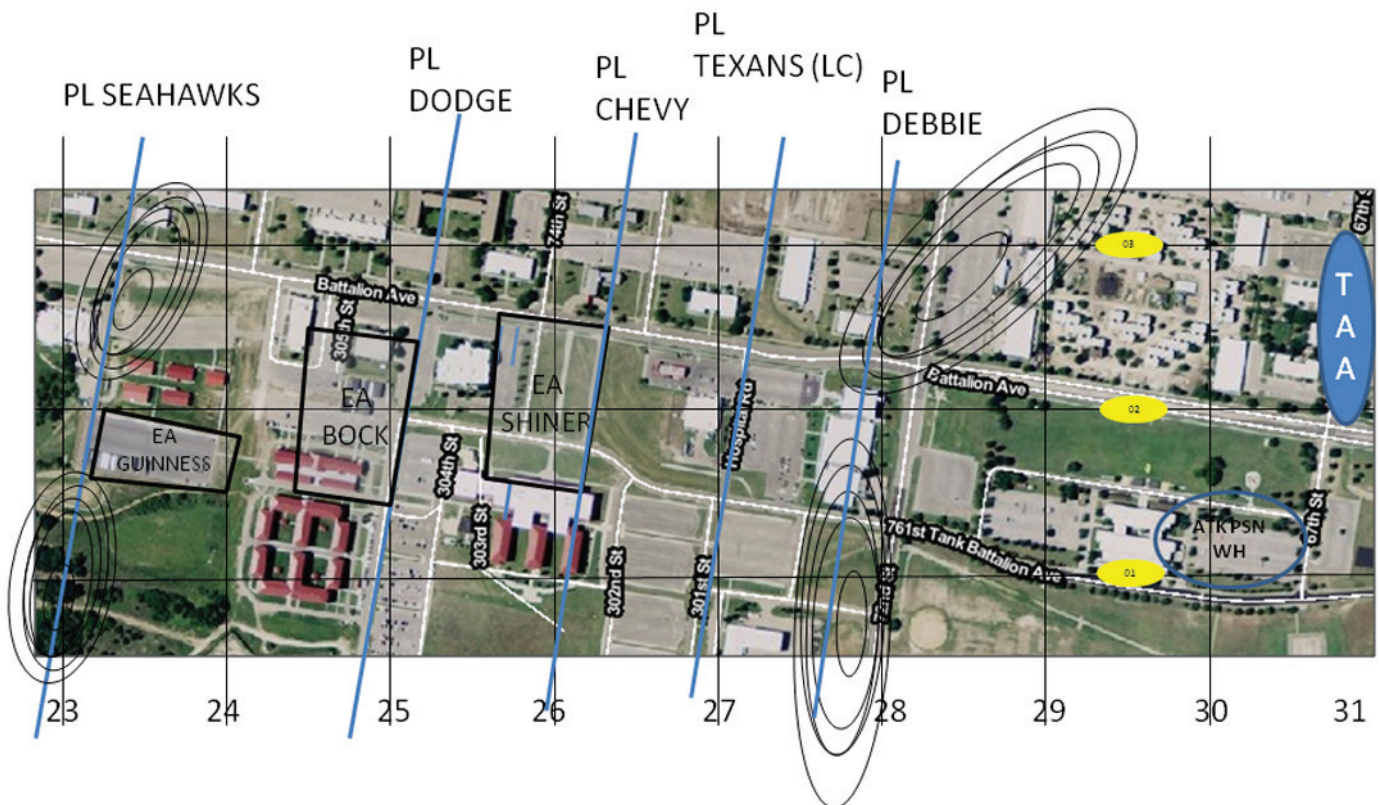 PL
TEXANS (LC)
PL
DODGE
PL
CHEVY
PL
DEBBIE
PL SEAHAWKS
74th St
67th S
03
T
A
A
Battalion Ave
305th St
EA
BOCK
EA
SHINER
Battalion Ave
02
Hospital Rd
EA
GUINNESS
304th St
303rd St
302nd St
301st St
72nd St
761st Tank Battalion Ave
01
ATK PSN
WH
67th St
23
24
25
26
27
28
29
30
31